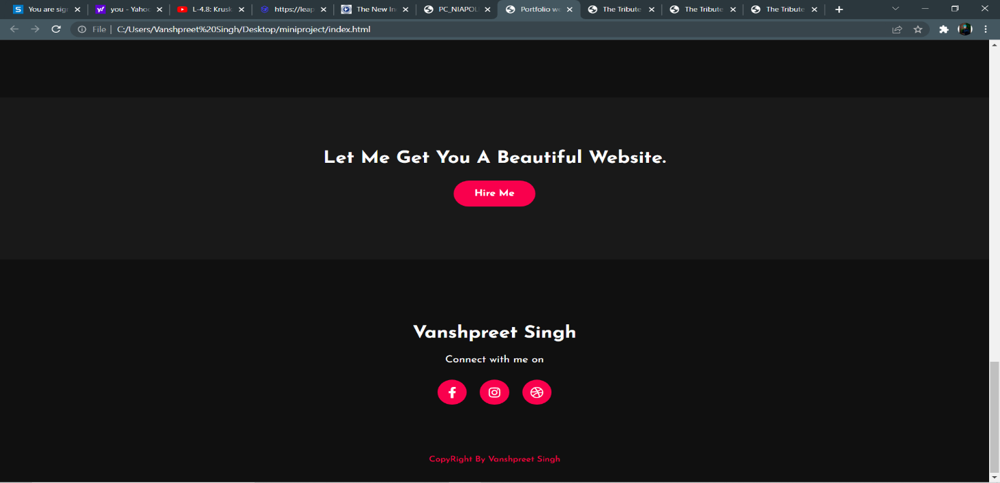 You are sig
you - Yahoo
L-4.8: Krusk
https://leap
The New In
PC_NIAPOL
Portfolio we
The Tribute
The Tribute
The Tribute
File | C:/Users/Vanshpreet%20Singh/Desktop/miniproject/index.html
Let Me Get You A Beautiful Website.
Hire Me
Vanshpreet Singh
Connect with me on
CopyRight By Vanshpreet Singh